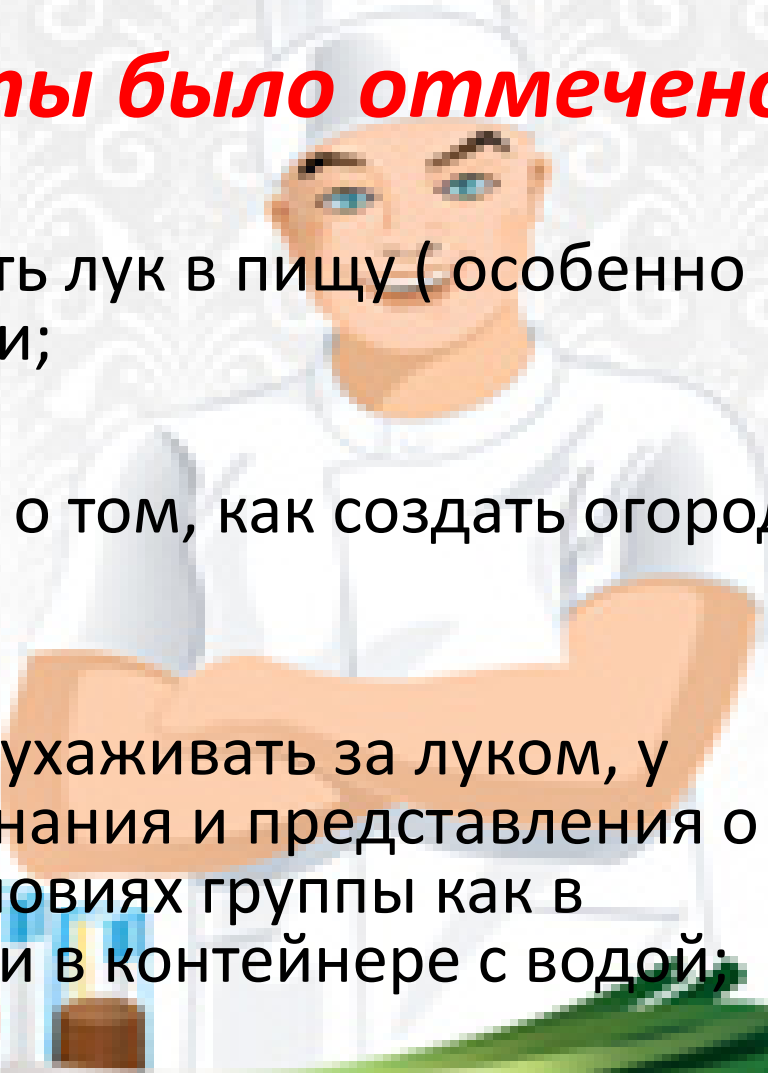 ты было отмечено
ть лук в пищу ( особенно
и;
о том, как создать огород
ухаживать за луком, у
нания и представления о
ловиях группы как в
и в контейнере с водой;